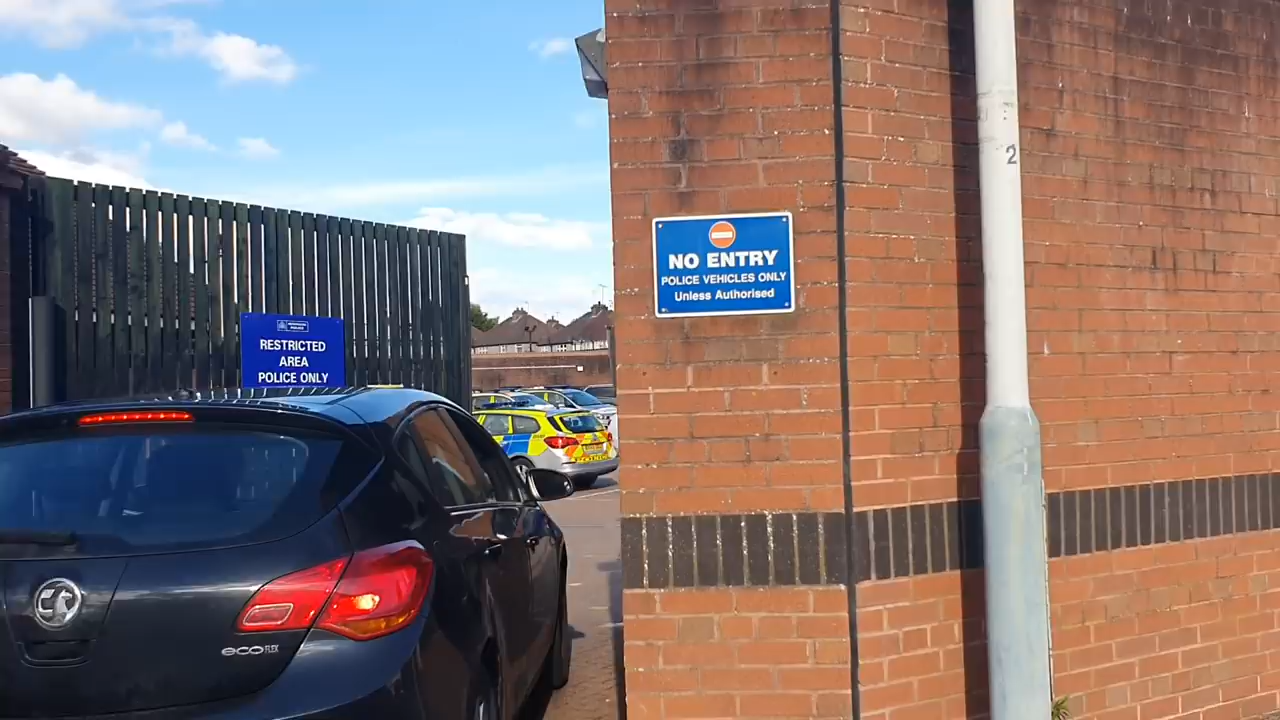 NO ENTRY
POLICE VEHICLES ONLY
Unless Authorised
RESTRICTED
AREA
POLICE ONLY
2
ecoFLEX